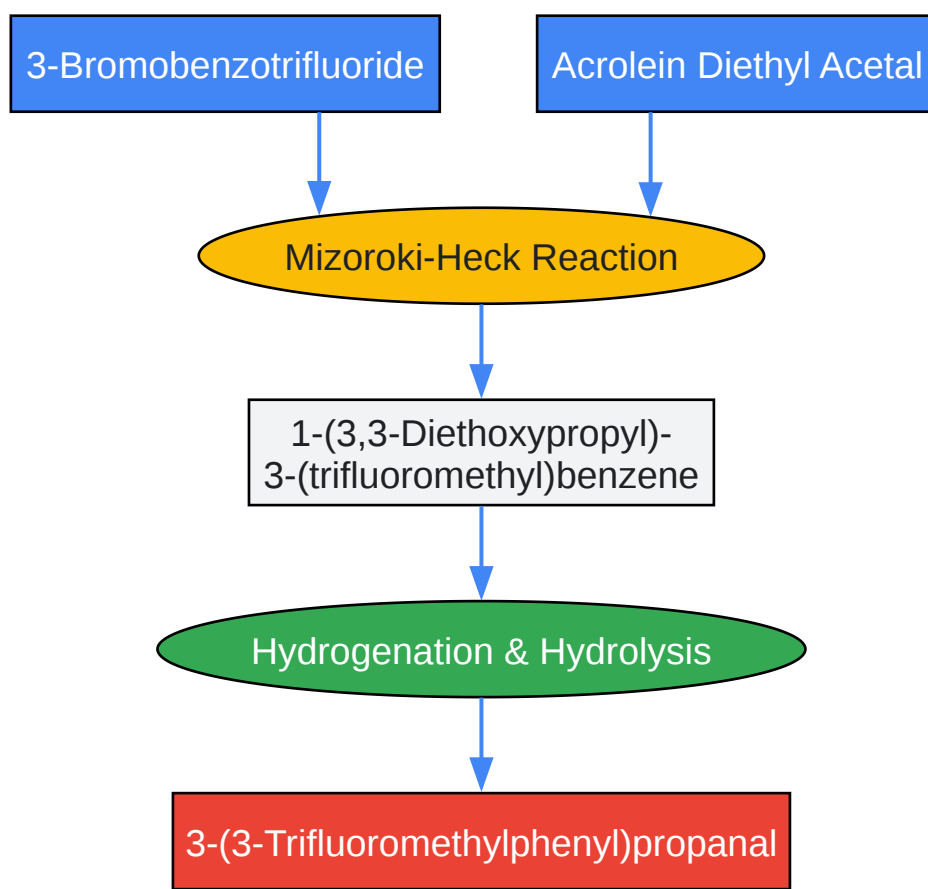 3-Bromobenzotrifluoride
Acrolein Diethyl Acetal
Mizoroki-Heck Reaction
1-(3,3-Diethoxypropyl)-
3-(trifluoromethyl)benzene
Hydrogenation & Hydrolysis
3-(3-Trifluoromethylphenyl)propanal